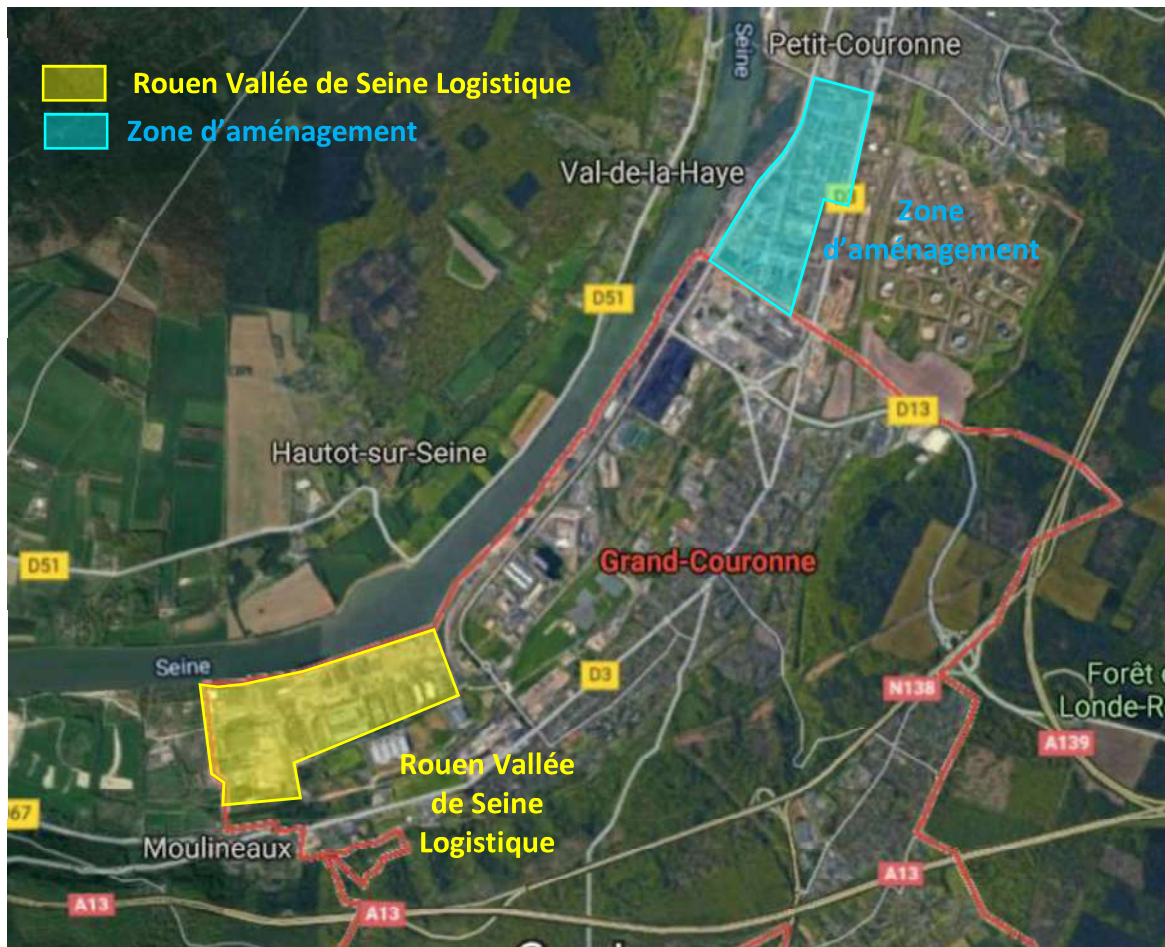 Seine
Petit-Couronne
Rouen Vallée de Seine Logistique
Zone d'aménagement
Val-de-la-Haye
Zone
d'aménagement
D51
D13
Hautot-sur-Seine
D51
Grand-Couronne
Seine
D3
N138
Forêt
Londe-R
A139
Rouen Vallée
de Seine
Logistique
67
Moulineaux
A13
A13
A13